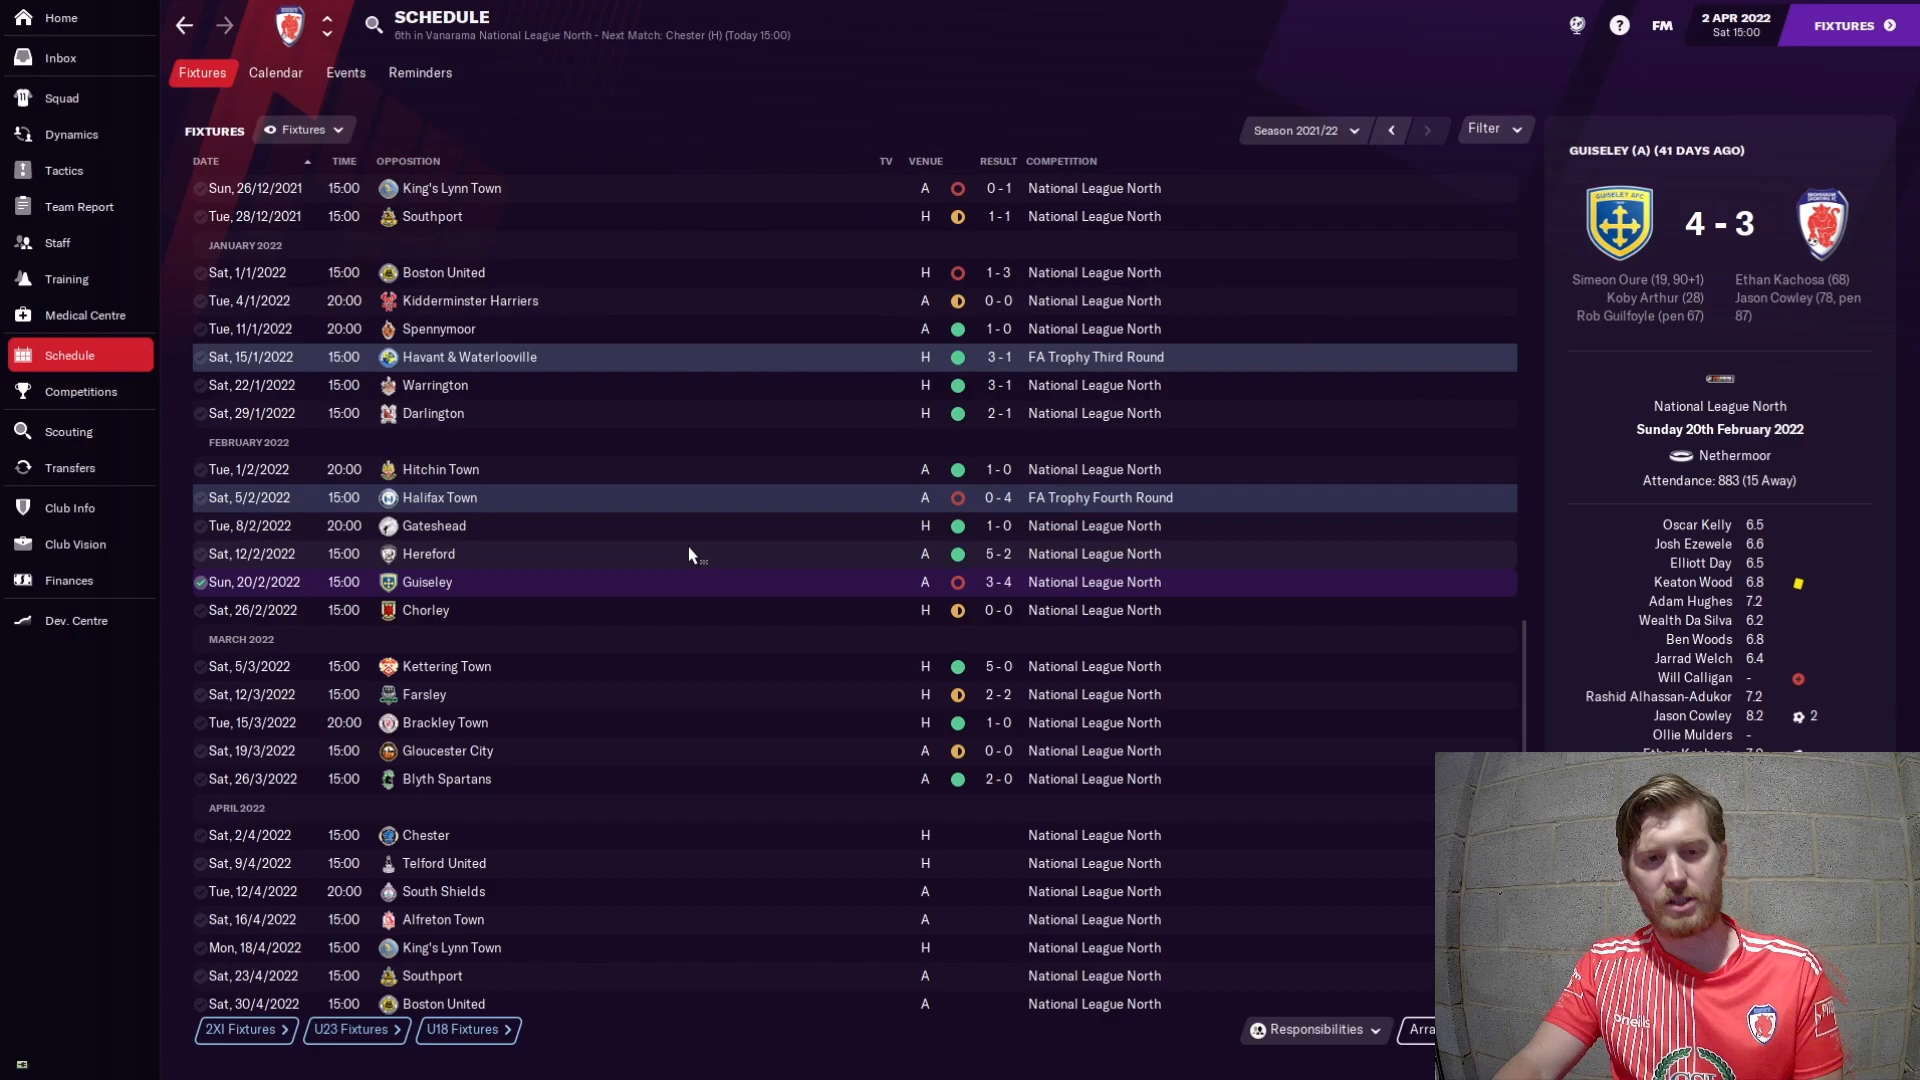 Home
Inbox
Squad
Dynamics
Tactics
Team Report
Staff
Training
Medical Centre
Schedule
Competitions
Scouting
Transfers
Club Info
Club Vision
Finances
Dev. Centre
SCHEDULE
6th in Vanarama National League North - Next Match: Chester (H) (Today 15:00)
FM
2 APR 2022
Sat 15:00
FIXTURES
Fixtures Calendar Events Reminders
FIXTURES Fixtures
Season 2021/22
Filter
DATE TIME OPPOSITION TV VENUE RESULT COMPETITION
Sun, 26/12/2021 15:00 King's Lynn Town A 0 - 1 National League North
Tue, 28/12/2021 15:00 Southport H 1 - 1 National League North
JANUARY 2022
Sat, 1/1/2022 15:00 Boston United H 1 - 3 National League North
Tue, 4/1/2022 20:00 Kidderminster Harriers A 0 - 0 National League North
Tue, 11/1/2022 20:00 Spennymoor A 1 - 0 National League North
Sat, 15/1/2022 15:00 Havant & Waterlooville H 3 - 1 FA Trophy Third Round
Sat, 22/1/2022 15:00 Warrington H 3 - 1 National League North
Sat, 29/1/2022 15:00 Darlington H 2 - 1 National League North
FEBRUARY 2022
Tue, 1/2/2022 20:00 Hitchin Town A 1 - 0 National League North
Sat, 5/2/2022 15:00 Halifax Town A 0 - 4 FA Trophy Fourth Round
Tue, 8/2/2022 20:00 Gateshead H 1 - 0 National League North
Sat, 12/2/2022 15:00 Hereford A 5 - 2 National League North
Sun, 20/2/2022 15:00 Guiseley A 3 - 4 National League North
Sat, 26/2/2022 15:00 Chorley H 0 - 0 National League North
MARCH 2022
Sat, 5/3/2022 15:00 Kettering Town H 5 - 0 National League North
Sat, 12/3/2022 15:00 Farsley H 2 - 2 National League North
Tue, 15/3/2022 20:00 Brackley Town H 1 - 0 National League North
Sat, 19/3/2022 15:00 Gloucester City A 0 - 0 National League North
Sat, 26/3/2022 15:00 Blyth Spartans A 2 - 0 National League North
APRIL 2022
Sat, 2/4/2022 15:00 Chester H National League North
Sat, 9/4/2022 15:00 Telford United H National League North
Tue, 12/4/2022 20:00 South Shields A National League North
Sat, 16/4/2022 15:00 Alfreton Town A National League North
Mon, 18/4/2022 15:00 King's Lynn Town H National League North
Sat, 23/4/2022 15:00 Southport A National League North
Sat, 30/4/2022 15:00 Boston United A National League North
2XI Fixtures U23 Fixtures U18 Fixtures
Responsibilities
Arra
GUISELEY (A) (41 DAYS AGO)
GUISELEY AFC
4 - 3
Simeon Oure (19, 90+1)
Koby Arthur (28)
Rob Guilfoyle (pen 67)
Ethan Kachosa (68)
Jason Cowley (78, pen
87)
National League North
Sunday 20th February 2022
Nethermoor
Attendance: 883 (15 Away)
Oscar Kelly 6.5
Josh Ezewele 6.6
Elliott Day 6.5
Keaton Wood 6.8
Adam Hughes 7.2
Wealth Da Silva 6.2
Ben Woods 6.8
Jarrad Welch 6.4
Will Calligan -
Rashid Alhassan-Adukor 7.2
Jason Cowley 8.2 2
Ollie Mulders -
O'neills